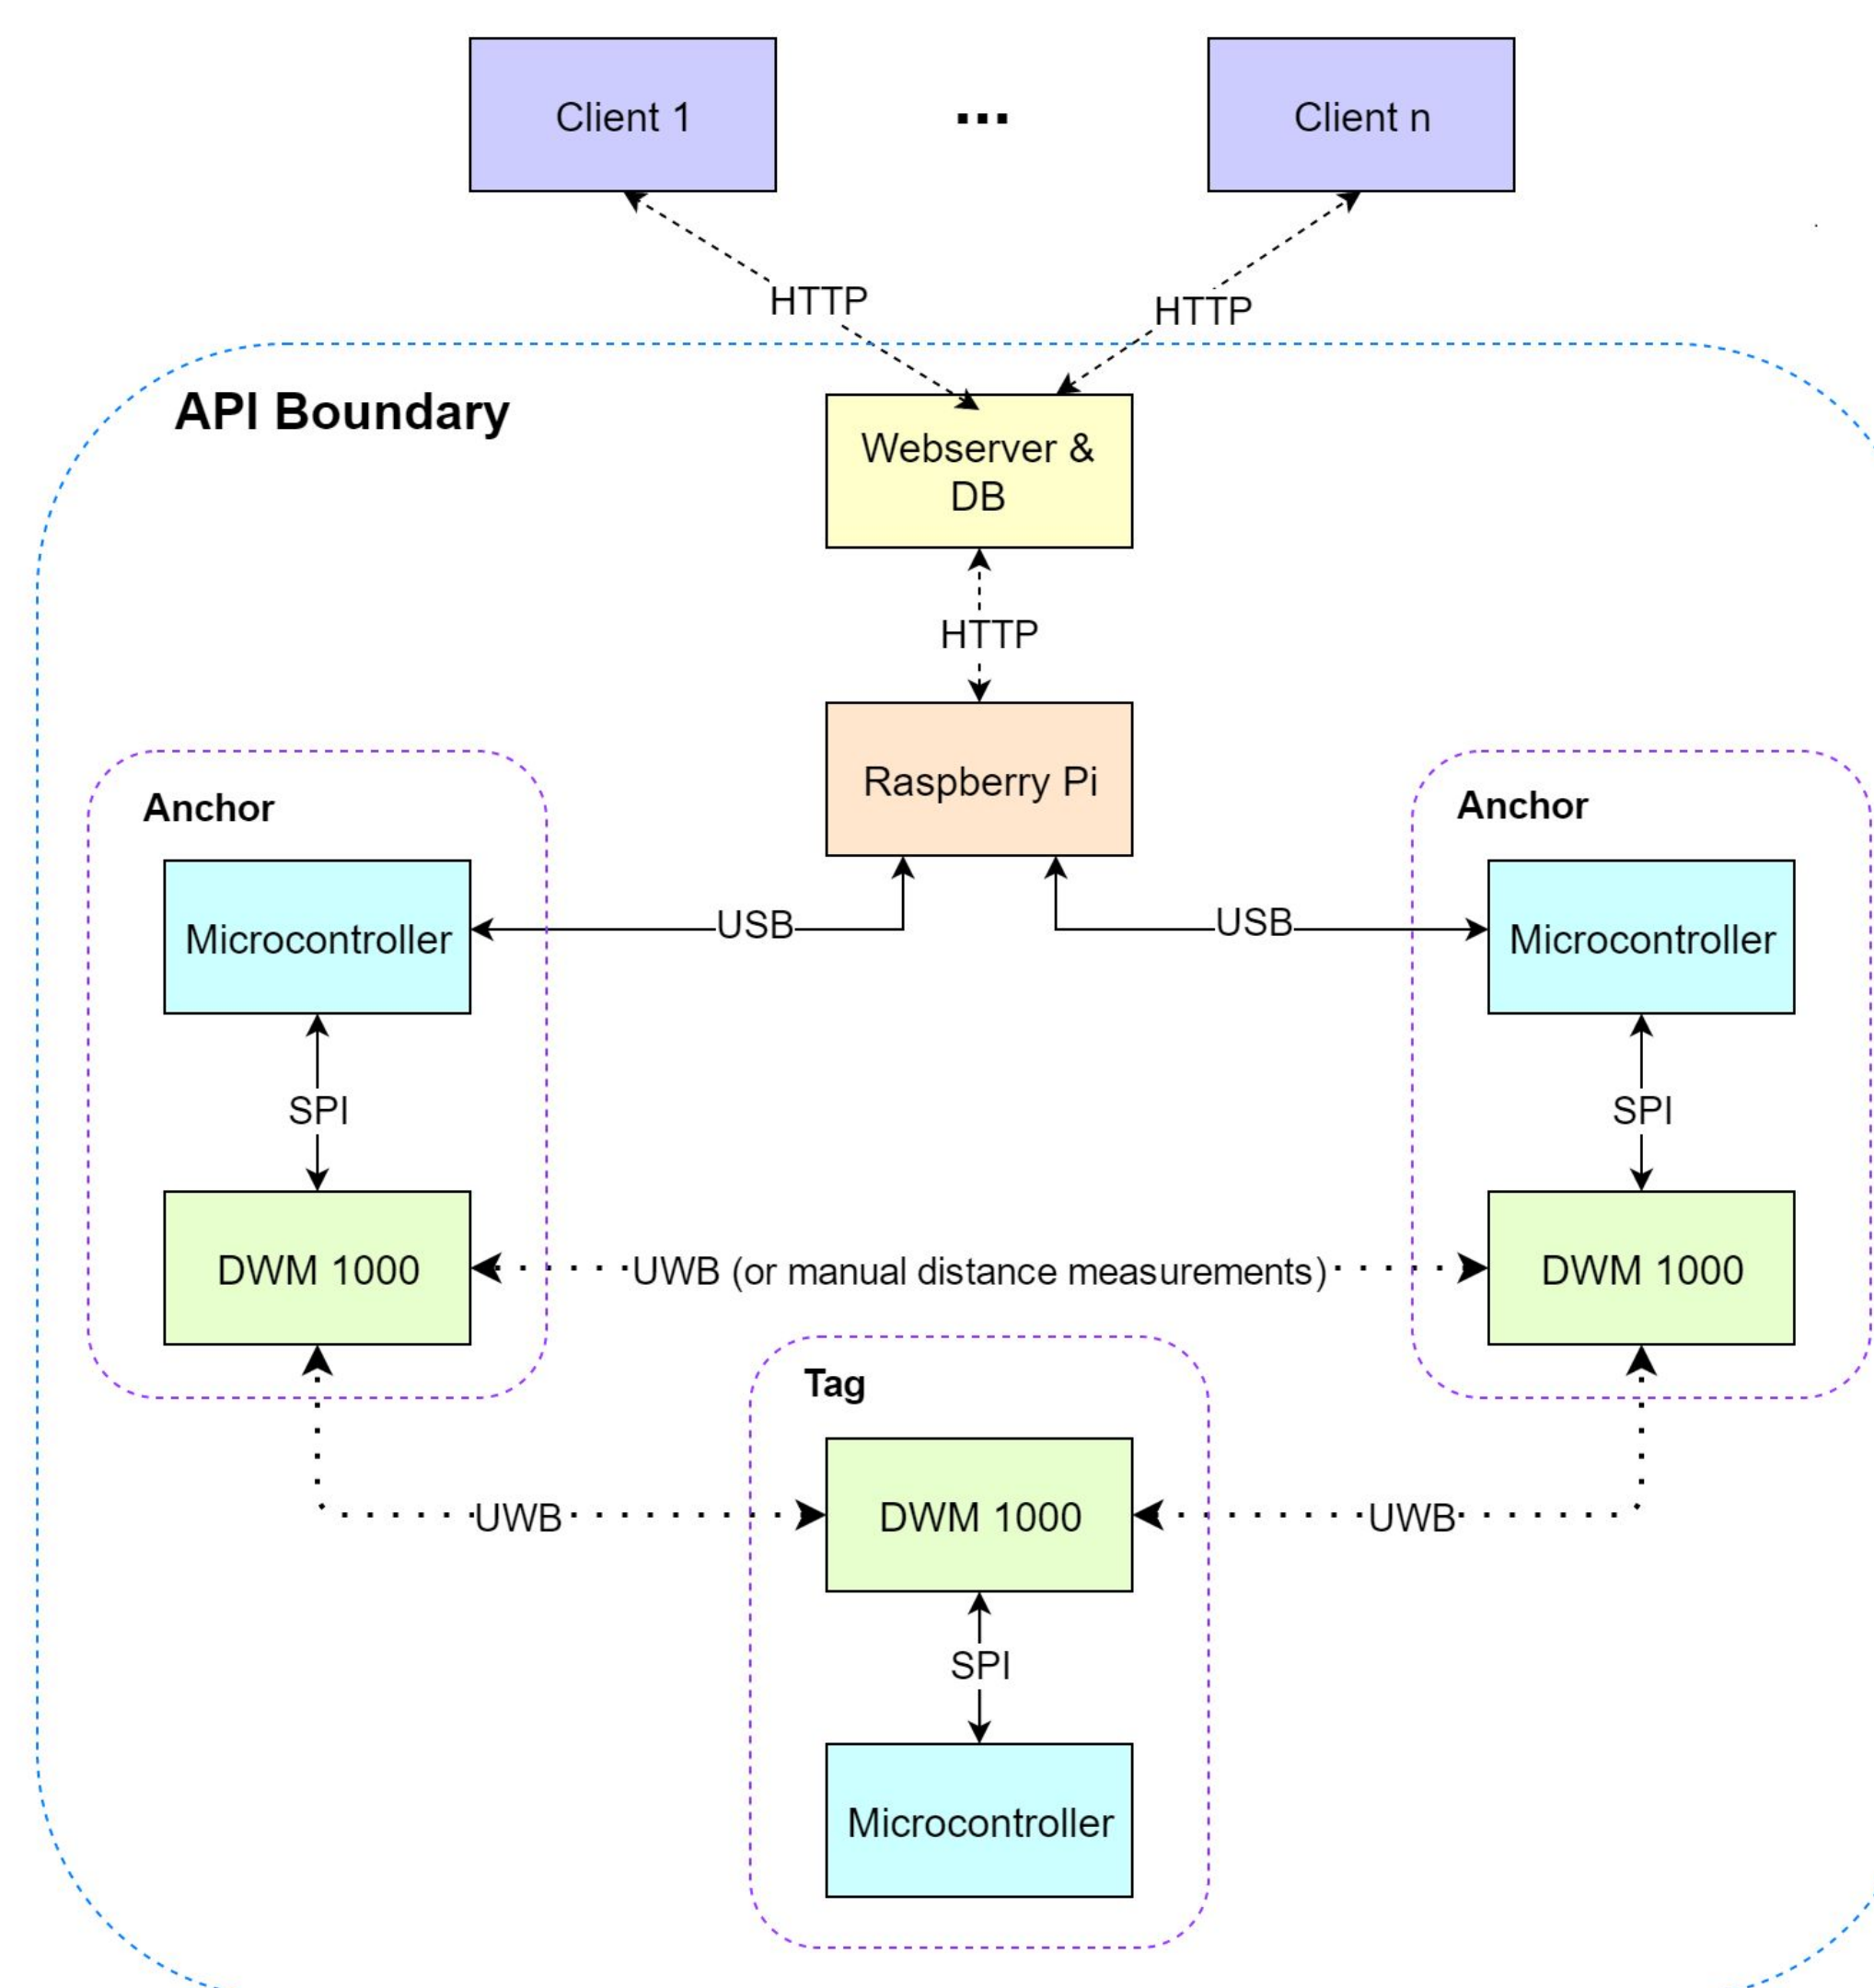 Client 1
...
Client n
HTTP
HTTP
API Boundary
Webserver &
DB
HTTP
Raspberry Pi
Anchor
Anchor
Microcontroller
USB
USB
Microcontroller
SPI
SPI
DWM 1000
UWB (or manual distance measurements)
DWM 1000
Tag
UWB
DWM 1000
UWB
SPI
Microcontroller